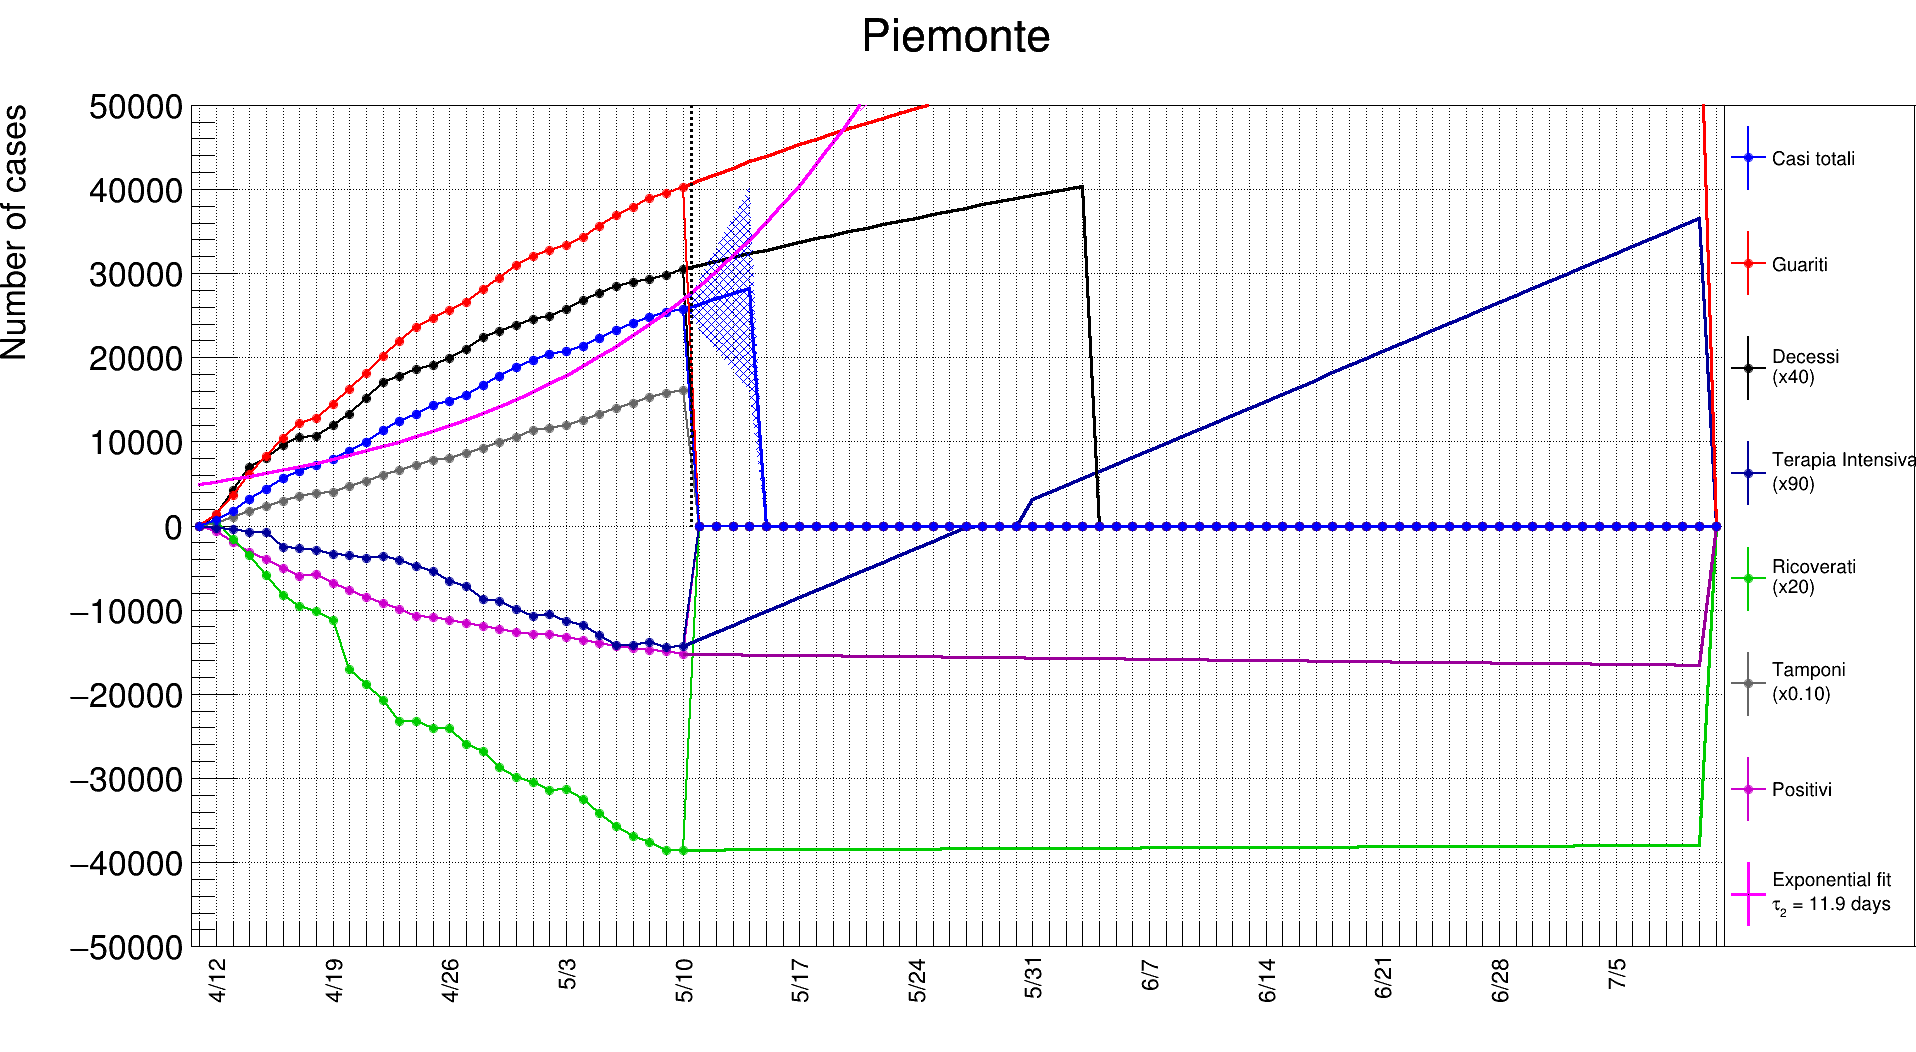 Piemonte
Number of cases
50000
40000
30000
20000
10000
0
−10000
−20000
−30000
−40000
−50000
4/12
4/19
4/26
5/3
5/10
5/17
5/24
5/31
6/7
6/14
6/21
6/28
7/5
Casi totali
Guariti
Decessi
(x40)
Terapia Intensiva
(x90)
Ricoverati
(x20)
Tamponi
(x0.10)
Positivi
Exponential fit
τ2 = 11.9 days